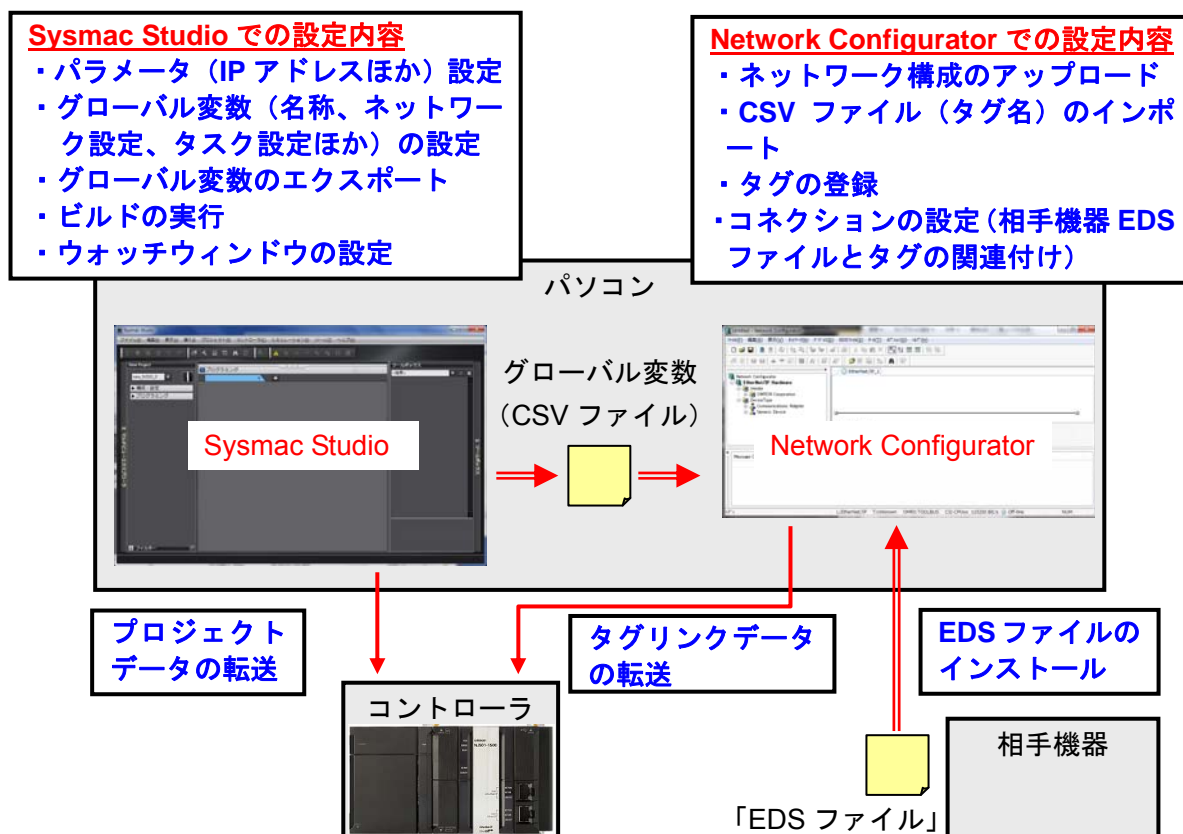 Sysmac Studio での設定内容
・パラメータ（IP アドレスほか）設定
・グローバル変数（名称、ネットワー
ク設定、タスク設定ほか）の設定
・グローバル変数のエクスポート
・ビルドの実行
・ウォッチウィンドウの設定
Network Configurator での設定内容
・ネットワーク構成のアップロード
・CSV ファイル（タグ名）のインポ
ート
・タグの登録
・コネクションの設定（相手機器 EDS
ファイルとタグの関連付け）
パソコン
Sysmac Studio
グローバル変数
（CSV ファイル）
Network Configurator
プロジェクト
データの転送
タグリンクデータ
の転送
EDS ファイルの
インストール
コントローラ
相手機器
「EDS ファイル」